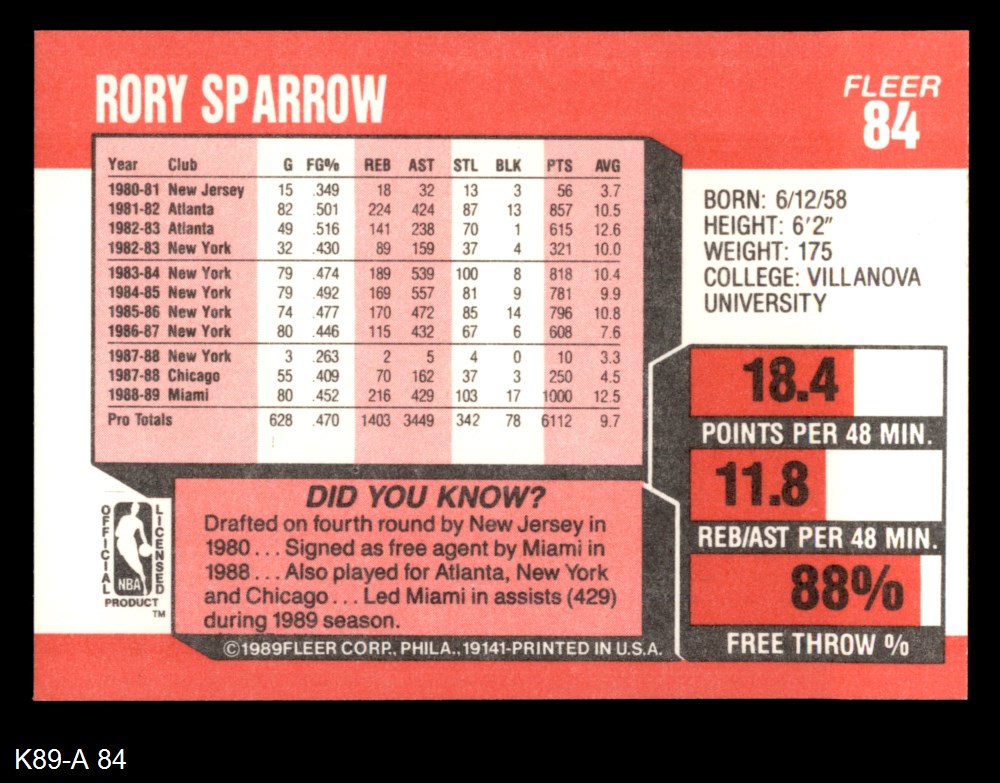 RORY SPARROW
FLEER
84
Year Club G FG% REB AST STL BLK PTS AVG
1980-81 New Jersey 15 .349 18 32 13 3 56 3.7
1981-82 Atlanta 82 .501 224 424 87 13 857 10.5
1982-83 Atlanta 49 .516 141 238 70 1 615 12.6
1982-83 New York 32 .430 89 159 37 4 321 10.0
1983-84 New York 79 .474 189 539 100 8 818 10.4
1984-85 New York 79 .492 169 557 81 9 781 9.9
1985-86 New York 74 .477 170 472 85 14 796 10.8
1986-87 New York 80 .446 115 432 67 6 608 7.6
1987-88 New York 3 .263 2 5 4 0 10 3.3
1987-88 Chicago 55 .409 70 162 37 3 250 4.5
1988-89 Miami 80 .452 216 429 103 17 1000 12.5
Pro Totals 628 .470 1403 3449 342 78 6112 9.7
BORN: 6/12/58
HEIGHT: 6'2"
WEIGHT: 175
COLLEGE: VILLANOVA
UNIVERSITY
18.4
POINTS PER 48 MIN.
11.8
REB/AST PER 48 MIN.
88%
FREE THROW %
OFFICIAL
LICENSED
NBA
PRODUCT
TM
DID YOU KNOW?
Drafted on fourth round by New Jersey in
1980 . . . Signed as free agent by Miami in
1988 . . . Also played for Atlanta, New York
and Chicago . . . Led Miami in assists (429)
during 1989 season.
©1989FLEER CORP., PHILA., 19141-PRINTED IN U.S.A.
K89-A 84